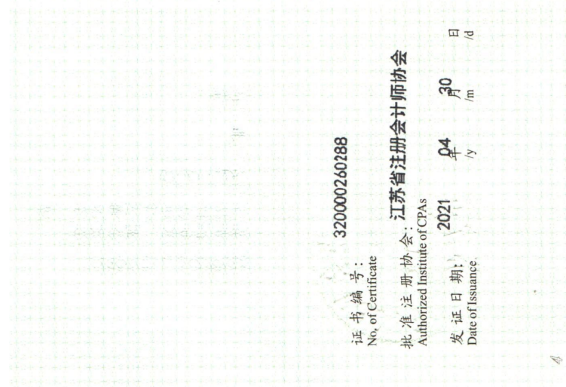 证书编号： 320000260288
No. of Certificate
批准注册协会： 江苏省注册会计师协会
Authorized Institute of CPAs
发证日期： 2021 年 04 月 30 日
Date of Issuance /y /m /d